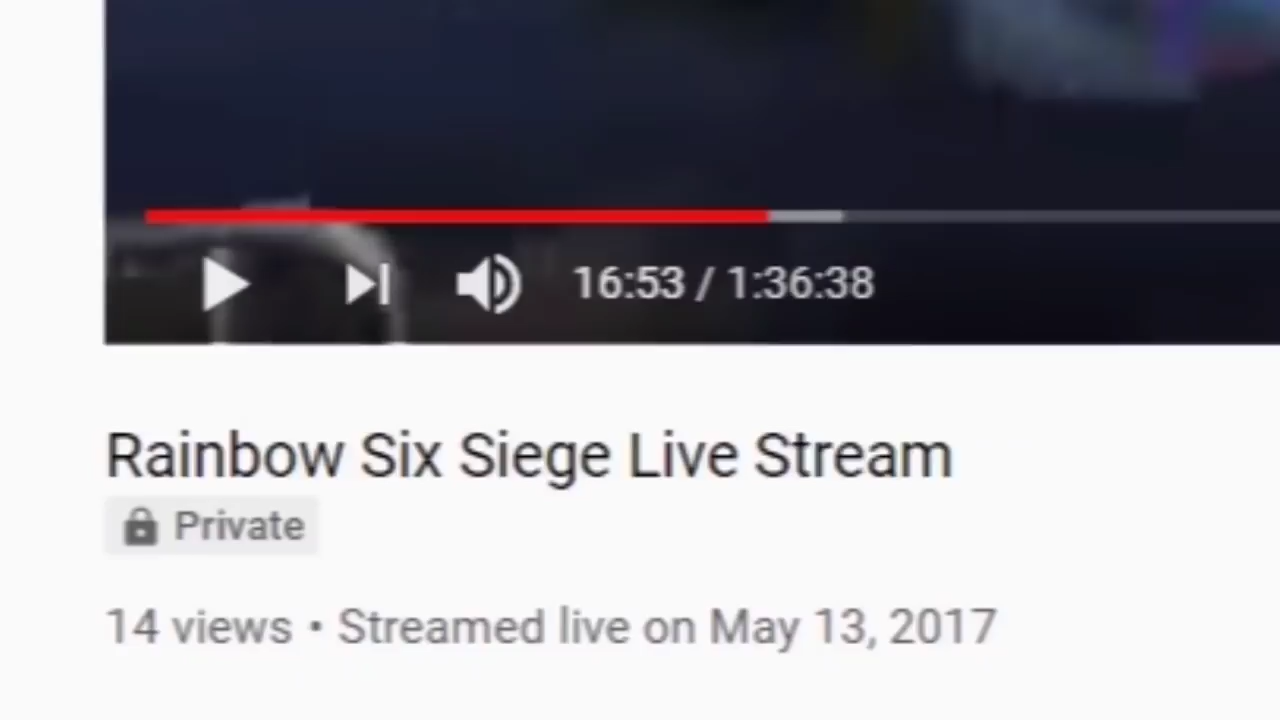 16:53 / 1:36:38
Rainbow Six Siege Live Stream
Private
14 views • Streamed live on May 13, 2017